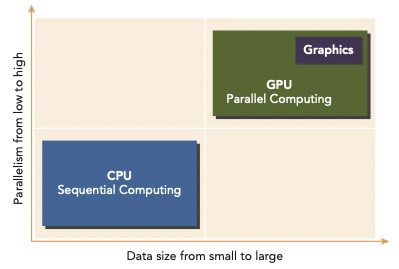 Parallelism from low to high
Graphics
GPU
Parallel Computing
CPU
Sequential Computing
Data size from small to large